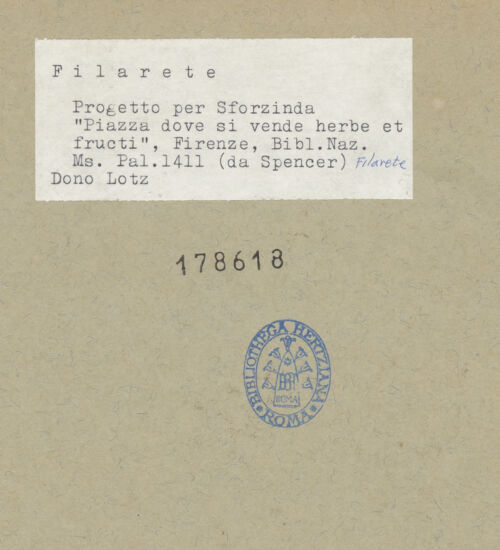 Filarete
Progetto per Sforzinda
"Piazza dove si vende herbe et
fructi", Firenze, Bibl.Naz.
Ms. Pal.1411 (da Spencer) Filarete
Dono Lotz
178618
BIBLIOTHECA HERTZIANA
ROMA
ROMA